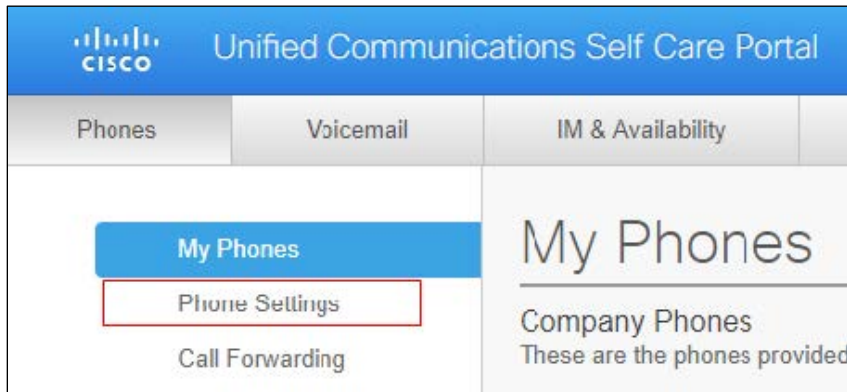 CISCO
Unified Communications Self Care Portal
Phones
Voicemail
IM & Availability
My Phones
Phone Settings
Call Forwarding
My Phones
Company Phones
These are the phones provided